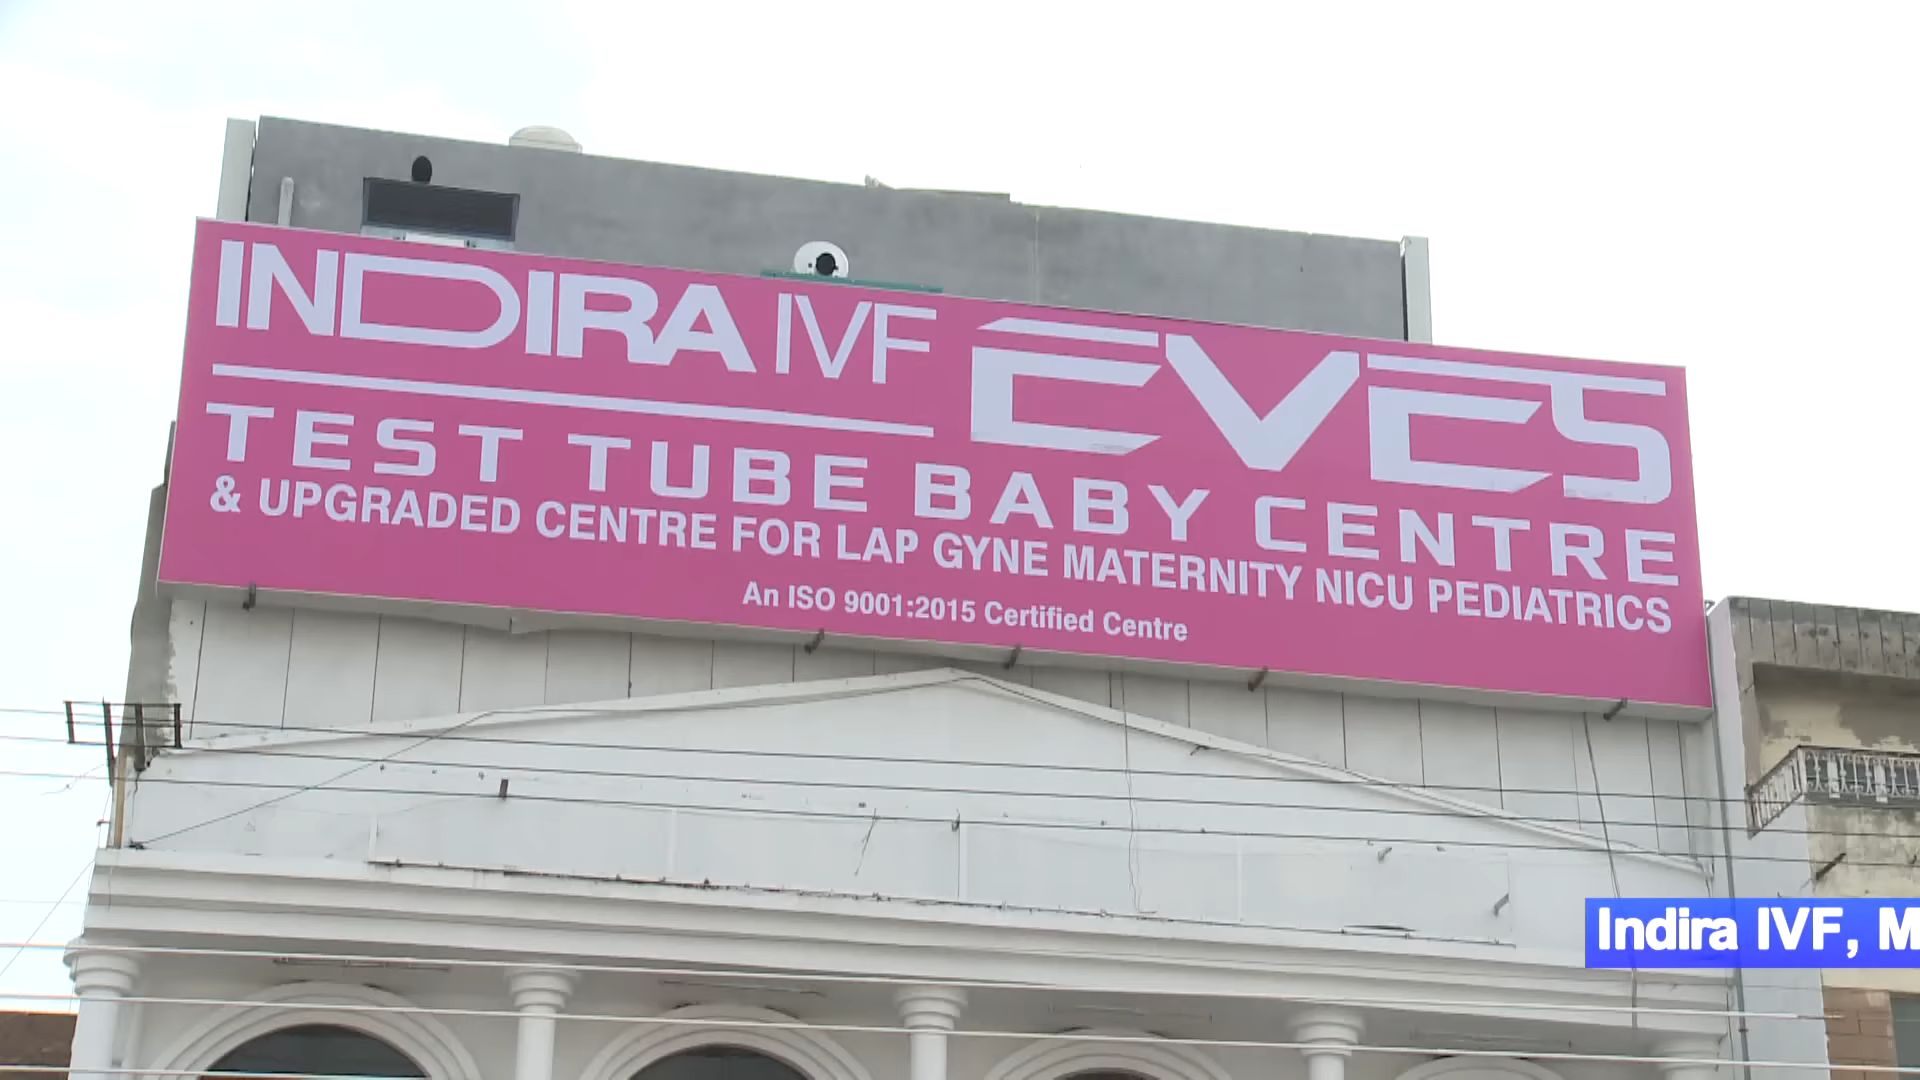 INDIRA IVF EVES
TEST TUBE BABY CENTRE
& UPGRADED CENTRE FOR LAP GYNE MATERNITY NICU PEDIATRICS
An ISO 9001:2015 Certified Centre
Indira IVF, M